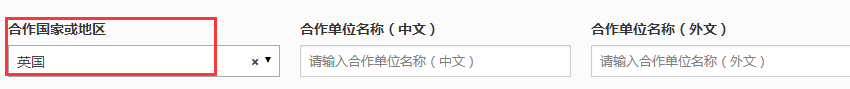 合作国家或地区 合作单位名称（中文） 合作单位名称（外文）
英国 × ▼ 请输入合作单位名称（中文） 请输入合作单位名称（外文）